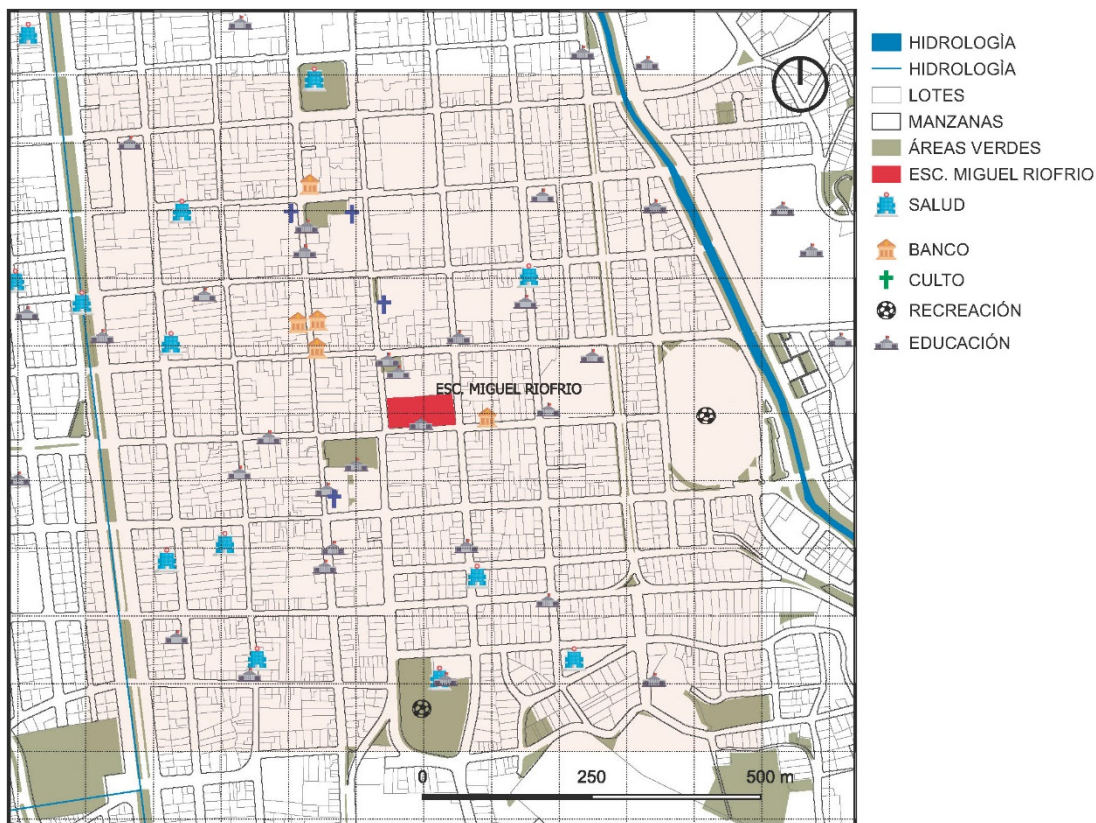 HIDROLOGÌA
HIDROLOGÌA
LOTES
MANZANAS
ÁREAS VERDES
ESC. MIGUEL RIOFRIO
SALUD
BANCO
CULTO
RECREACIÓN
EDUCACIÓN
ESC. MIGUEL RIOFRIO
0 250 500 m